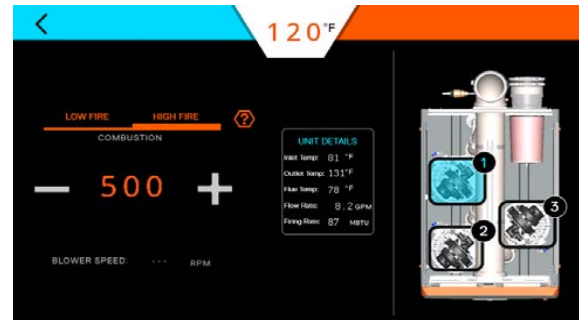 120°F
LOW FIRE HIGH FIRE ?
COMBUSTION
500
BLOWER SPEED: --- RPM
UNIT DETAILS
Inlet Temp: 81 °F
Outlet Temp: 131°F
Flue Temp: 78 °F
Flow Rate: 8.2 GPM
Firing Rate: 87 MBTU
1
2
3